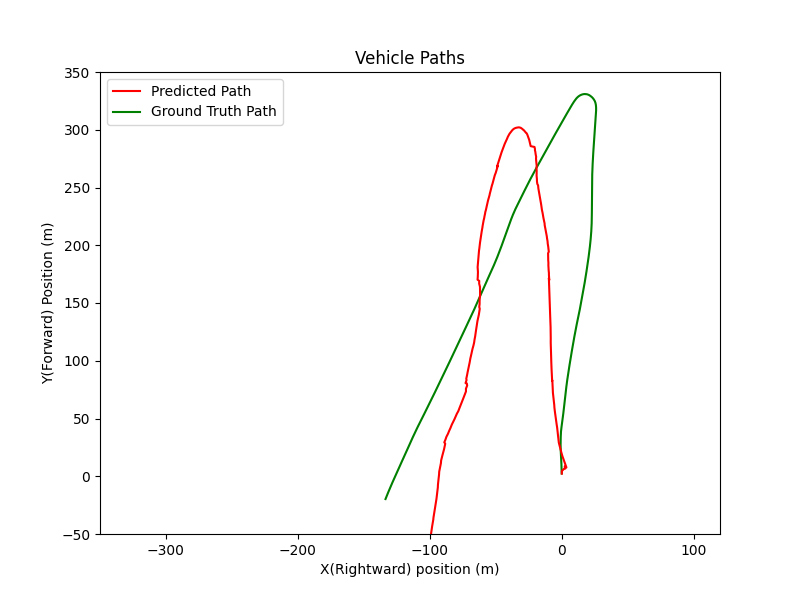 Vehicle Paths
Predicted Path
Ground Truth Path
350
300
250
200
150
100
50
0
−50
Y(Forward) Position (m)
−300
−200
−100
0
100
X(Rightward) position (m)